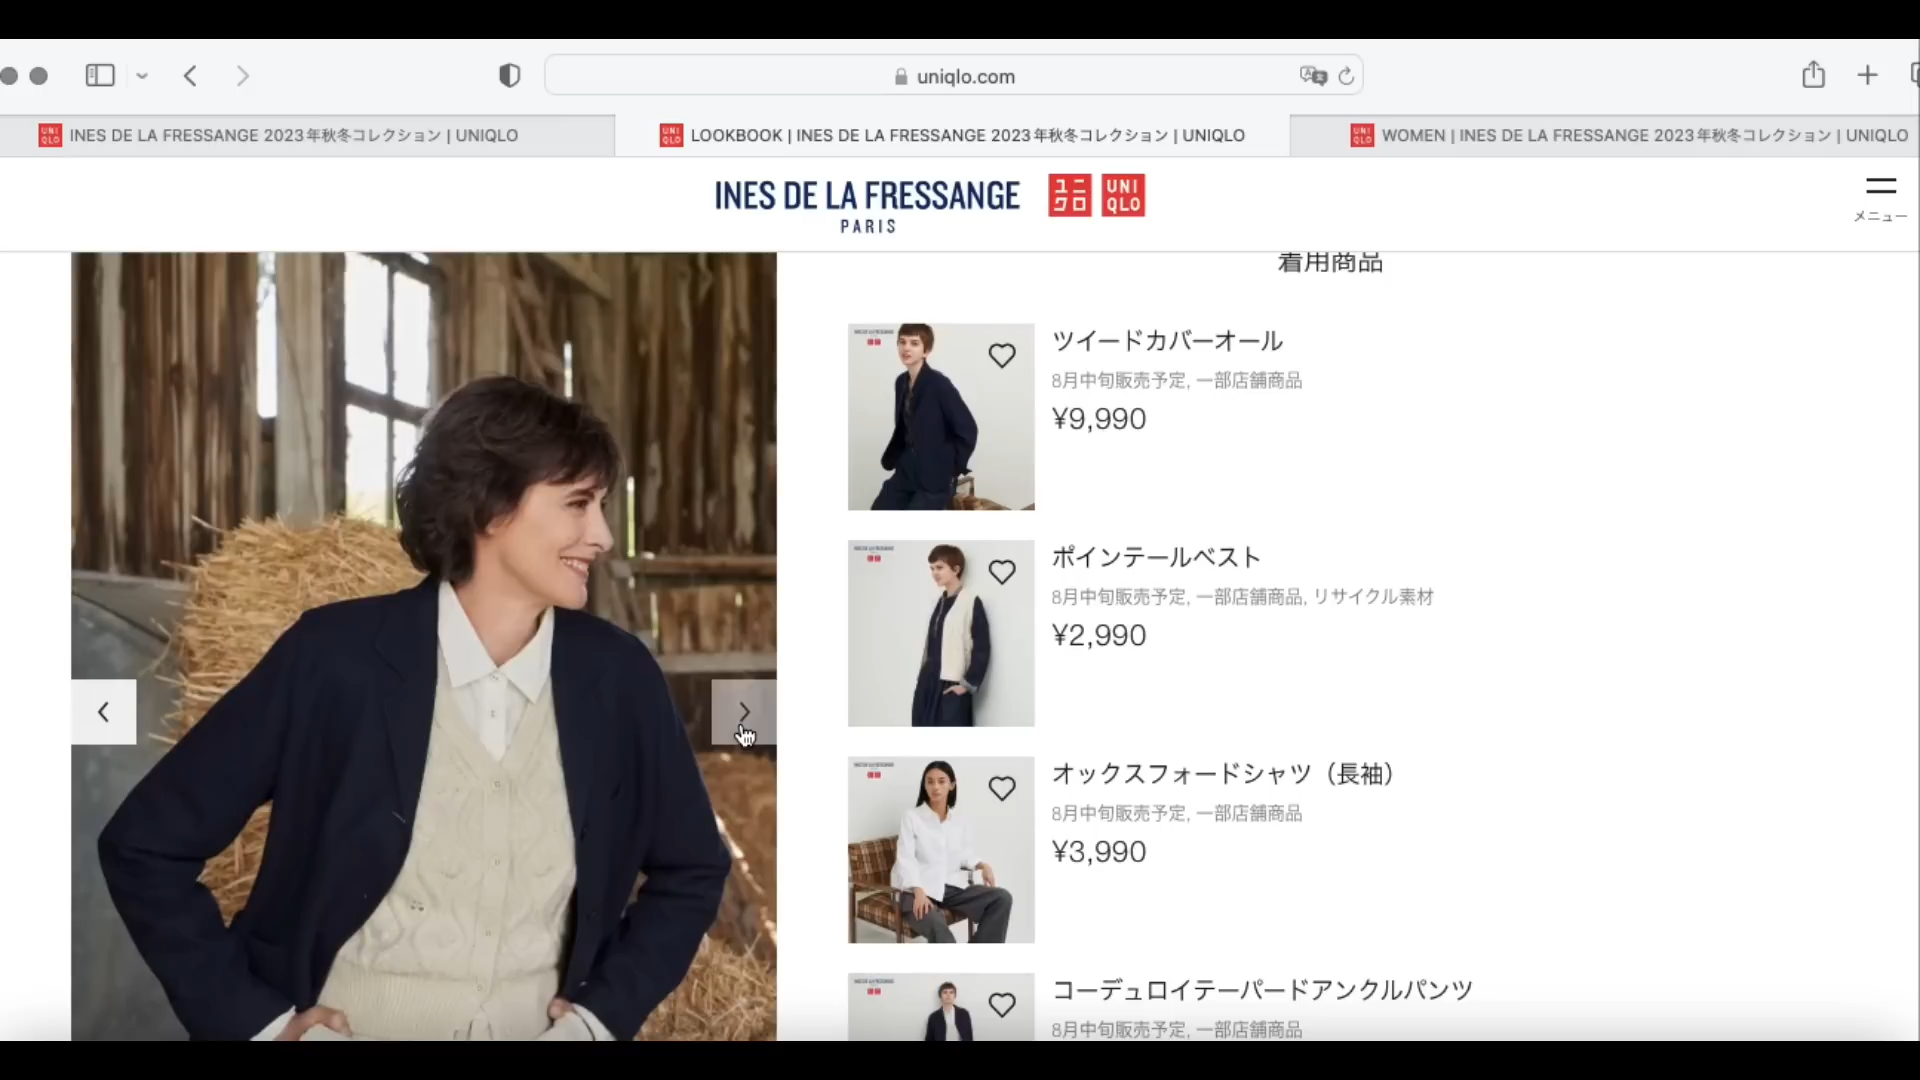 uniqlo.com
INES DE LA FRESSANGE 2023年秋冬コレクション | UNIQLO
LOOKBOOK | INES DE LA FRESSANGE 2023年秋冬コレクション | UNIQLO
WOMEN | INES DE LA FRESSANGE 2023年秋冬コレクション | UNIQLO
INES DE LA FRESSANGE
PARIS
ユニクロ
UNIQLO
メニュー
着用商品
ツイードカバーオール
8月中旬販売予定, 一部店舗商品
¥9,990
ポインテールベスト
8月中旬販売予定, 一部店舗商品, リサイクル素材
¥2,990
オックスフォードシャツ（長袖）
8月中旬販売予定, 一部店舗商品
¥3,990
コーデュロイテーパードアンクルパンツ
8月中旬販売予定, 一部店舗商品